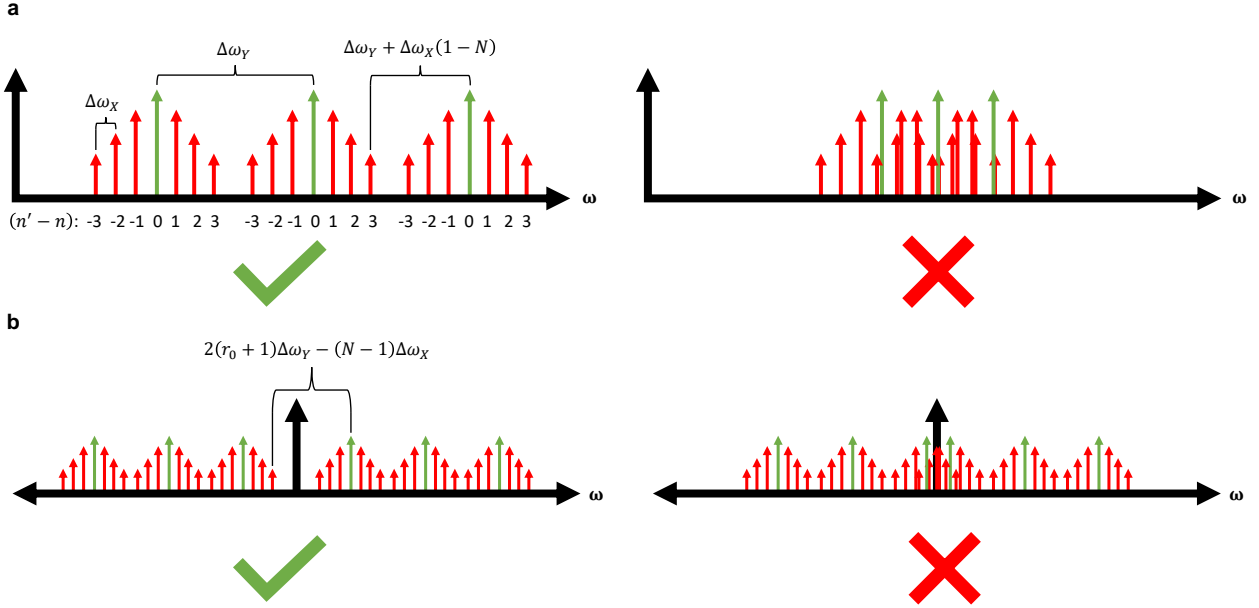 a
Δω_Y
Δω_Y + Δω_X(1 − N)
Δω_X
ω
ω
(n′ − n): -3 -2 -1 0 1 2 3 -3 -2 -1 0 1 2 3 -3 -2 -1 0 1 2 3
b
2(r₀ + 1)Δω_Y − (N − 1)Δω_X
ω
ω